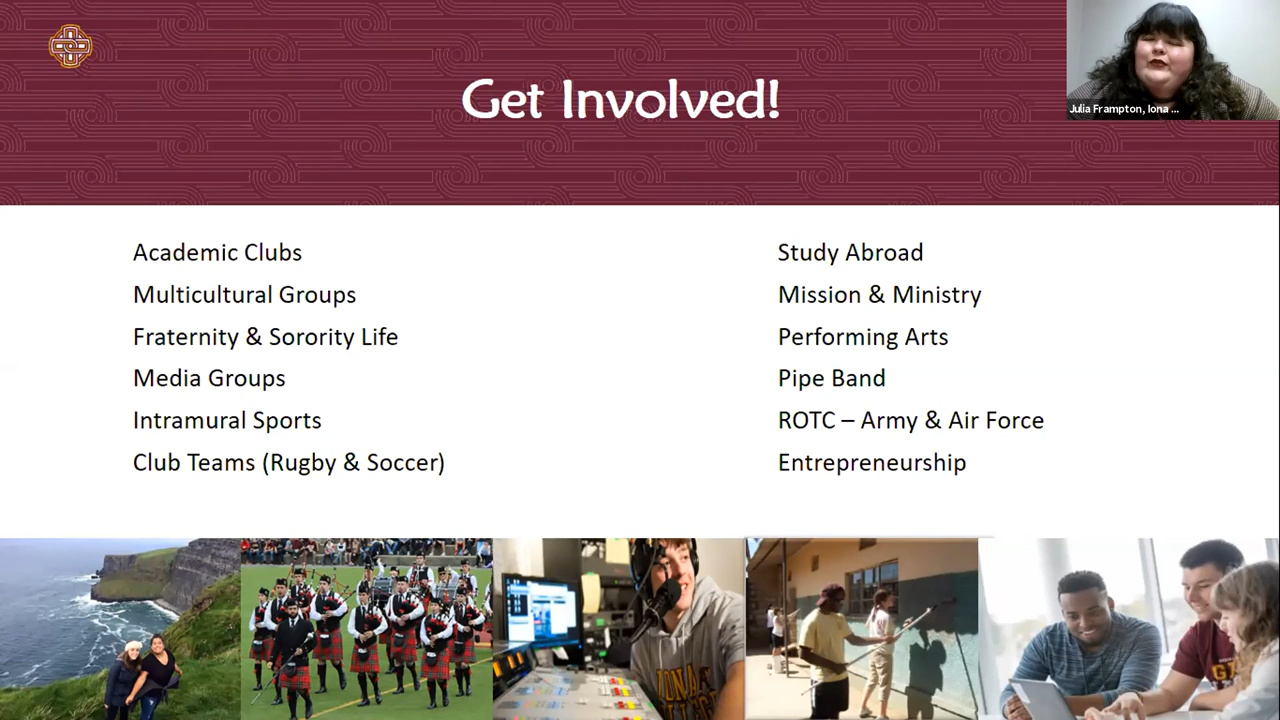 Get Involved!
Julia Frampton, Iona ...
Academic Clubs
Multicultural Groups
Fraternity & Sorority Life
Media Groups
Intramural Sports
Club Teams (Rugby & Soccer)
Study Abroad
Mission & Ministry
Performing Arts
Pipe Band
ROTC – Army & Air Force
Entrepreneurship
IONA